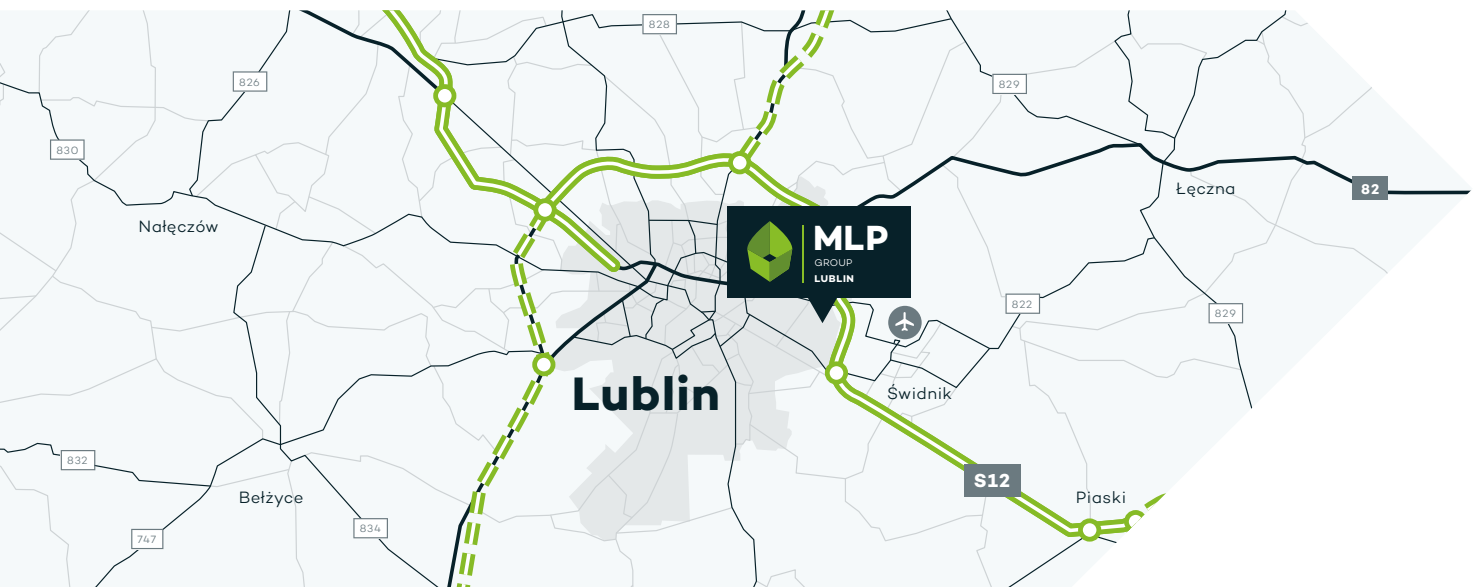 828
826
829
830
Łęczna
82
Nałęczów
MLP
GROUP
LUBLIN
822
829
Lublin
Świdnik
832
S12
Bełżyce
Piaski
834
747